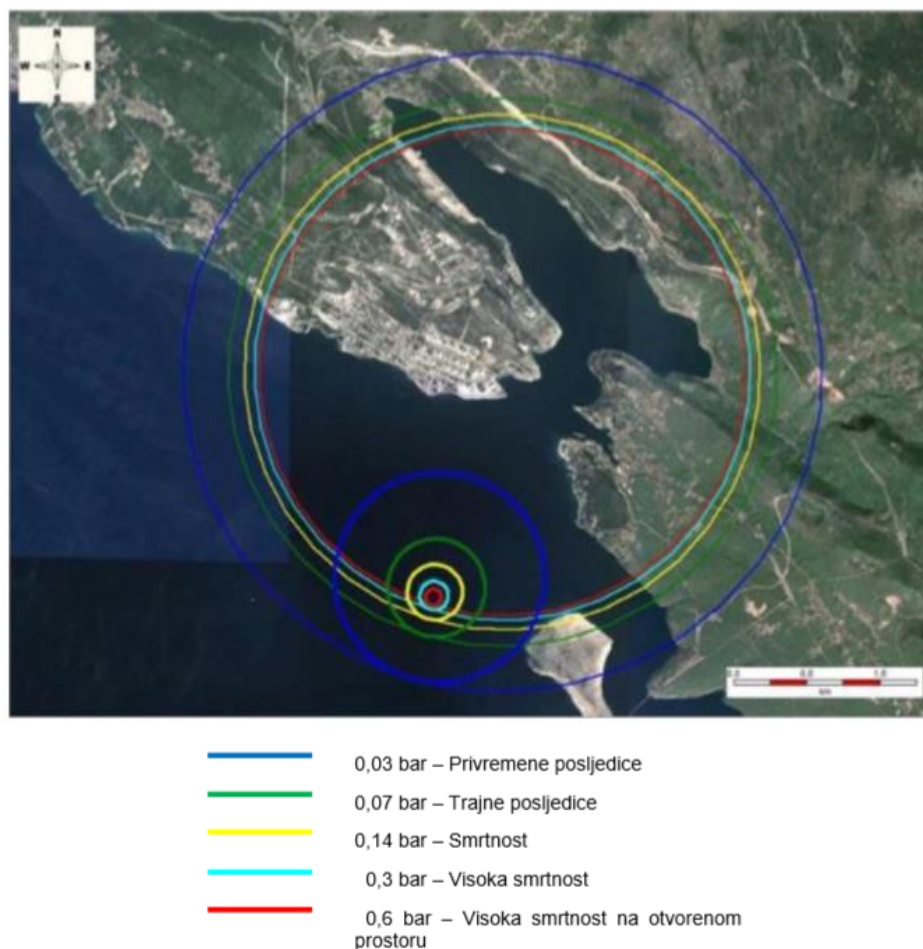 N
W E
S
km
0,03 bar – Privremene posljedice
0,07 bar – Trajne posljedice
0,14 bar – Smrtnost
0,3 bar – Visoka smrtnost
0,6 bar – Visoka smrtnost na otvorenom
prostoru